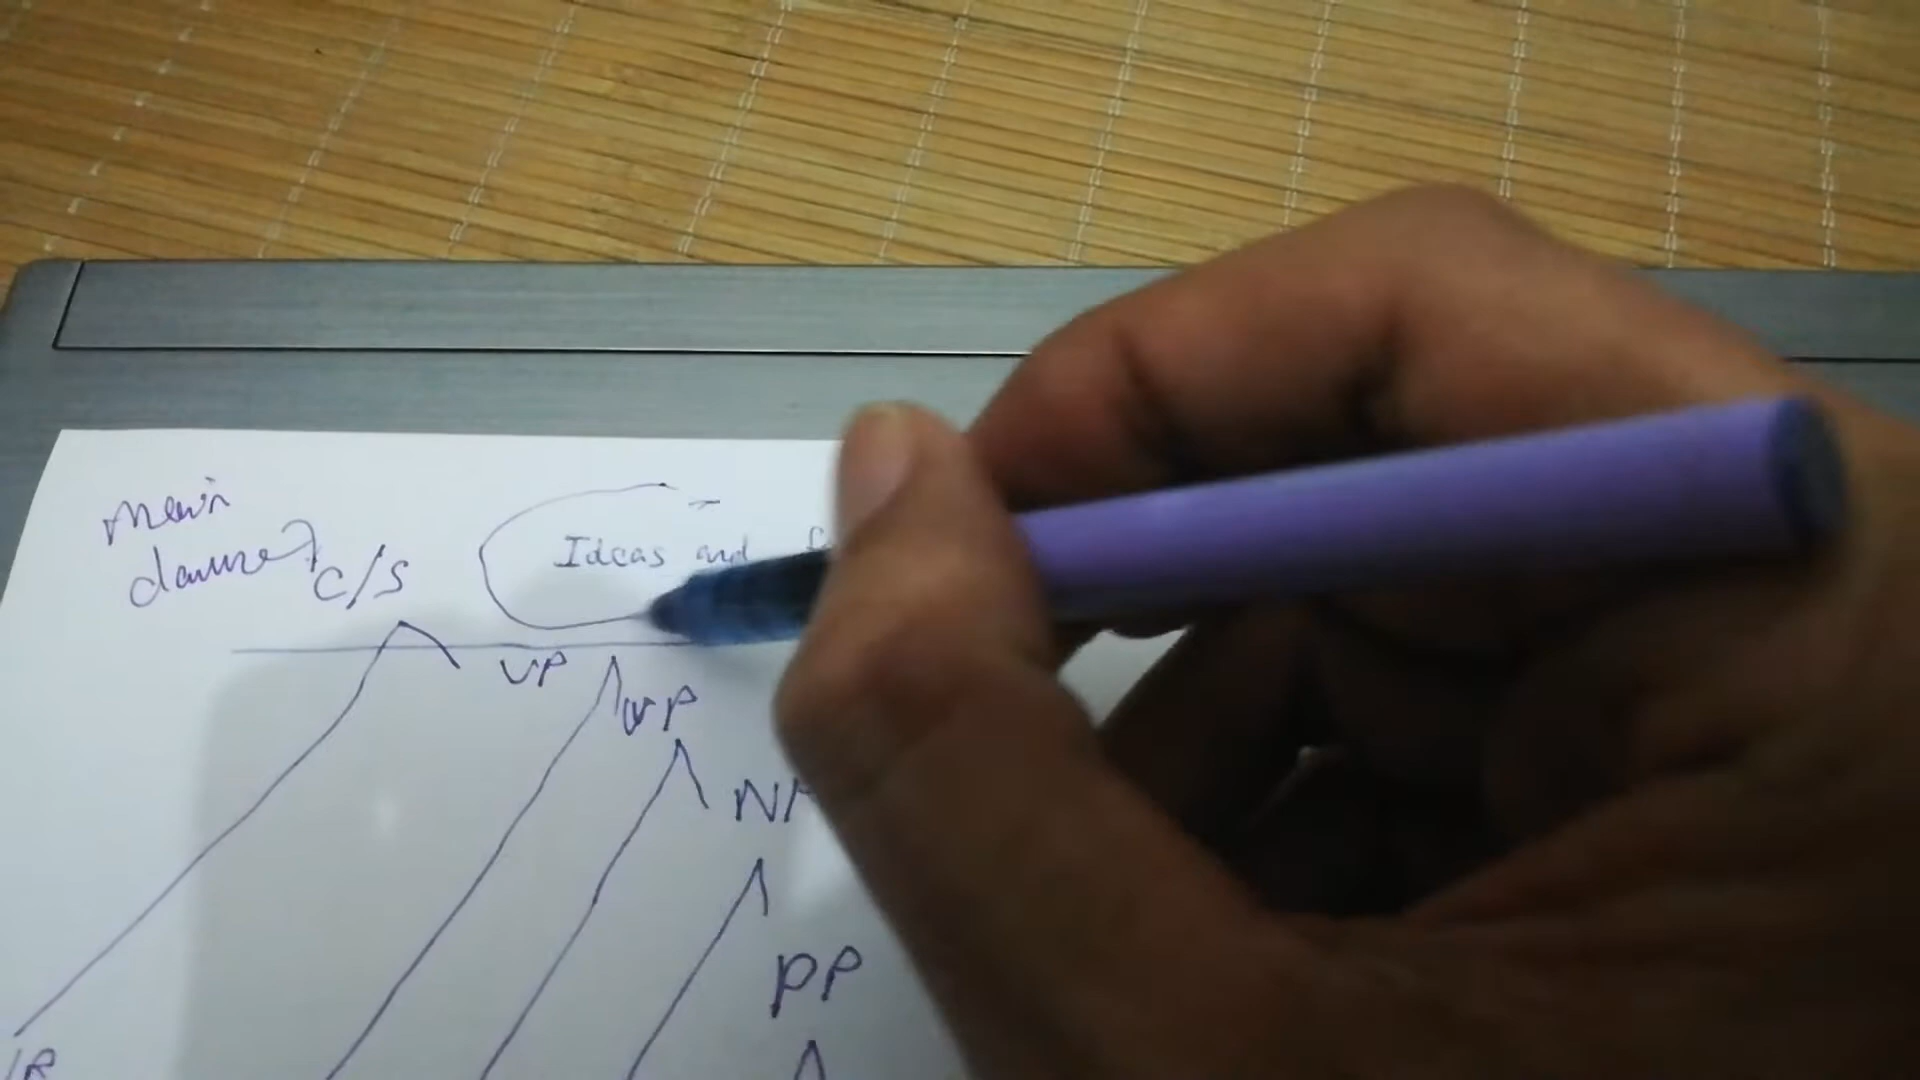 Main
clause
C/S
Ideas and
VP
VP
NP
PP